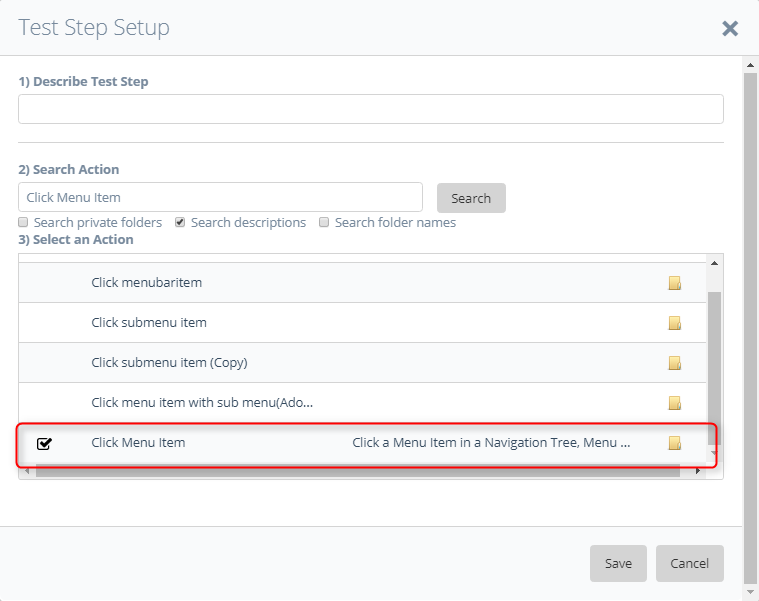 Test Step Setup
1) Describe Test Step
2) Search Action
Click Menu Item
Search
Search private folders Search descriptions Search folder names
3) Select an Action
Click menubaritem
Click submenu item
Click submenu item (Copy)
Click menu item with sub menu(Ado...
Click Menu Item Click a Menu Item in a Navigation Tree, Menu ...
Save Cancel